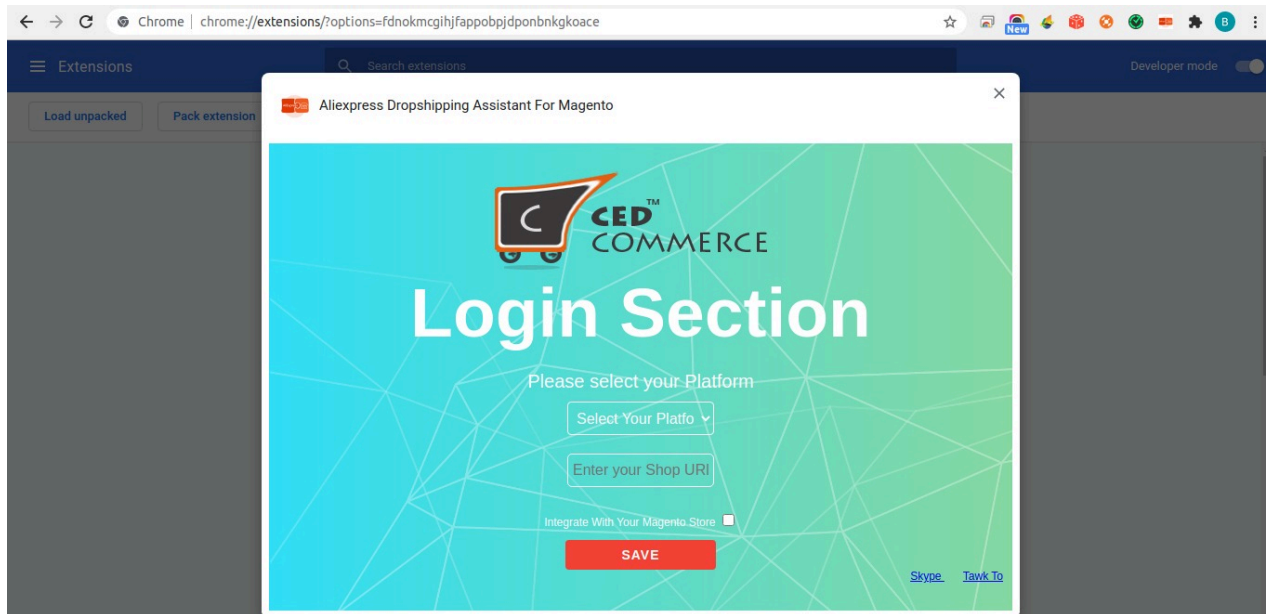 Chrome | chrome://extensions/?options=fdnokmcgihjfappobpjdponbnkgkoace
New
B
Extensions
Search extensions
Developer mode
Load unpacked
Pack extension
Aliexpress Dropshipping Assistant For Magento
C
CED™
COMMERCE
Login Section
Please select your Platform
Select Your Platfo
Enter your Shop URl
Integrate With Your Magento Store
SAVE
Skype
Tawk To